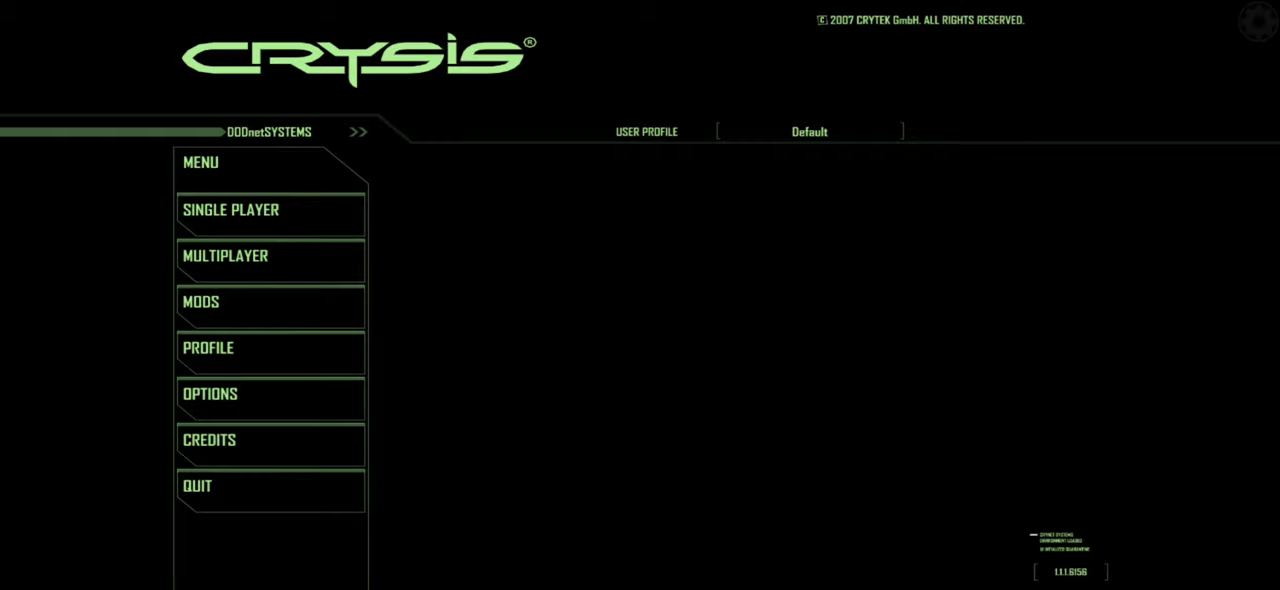 © 2007 CRYTEK GmbH. ALL RIGHTS RESERVED.
CRYSIS®
DDDnetSYSTEMS >>
USER PROFILE [ Default ]
MENU
SINGLE PLAYER
MULTIPLAYER
MODS
PROFILE
OPTIONS
CREDITS
QUIT
1.1.1.6156